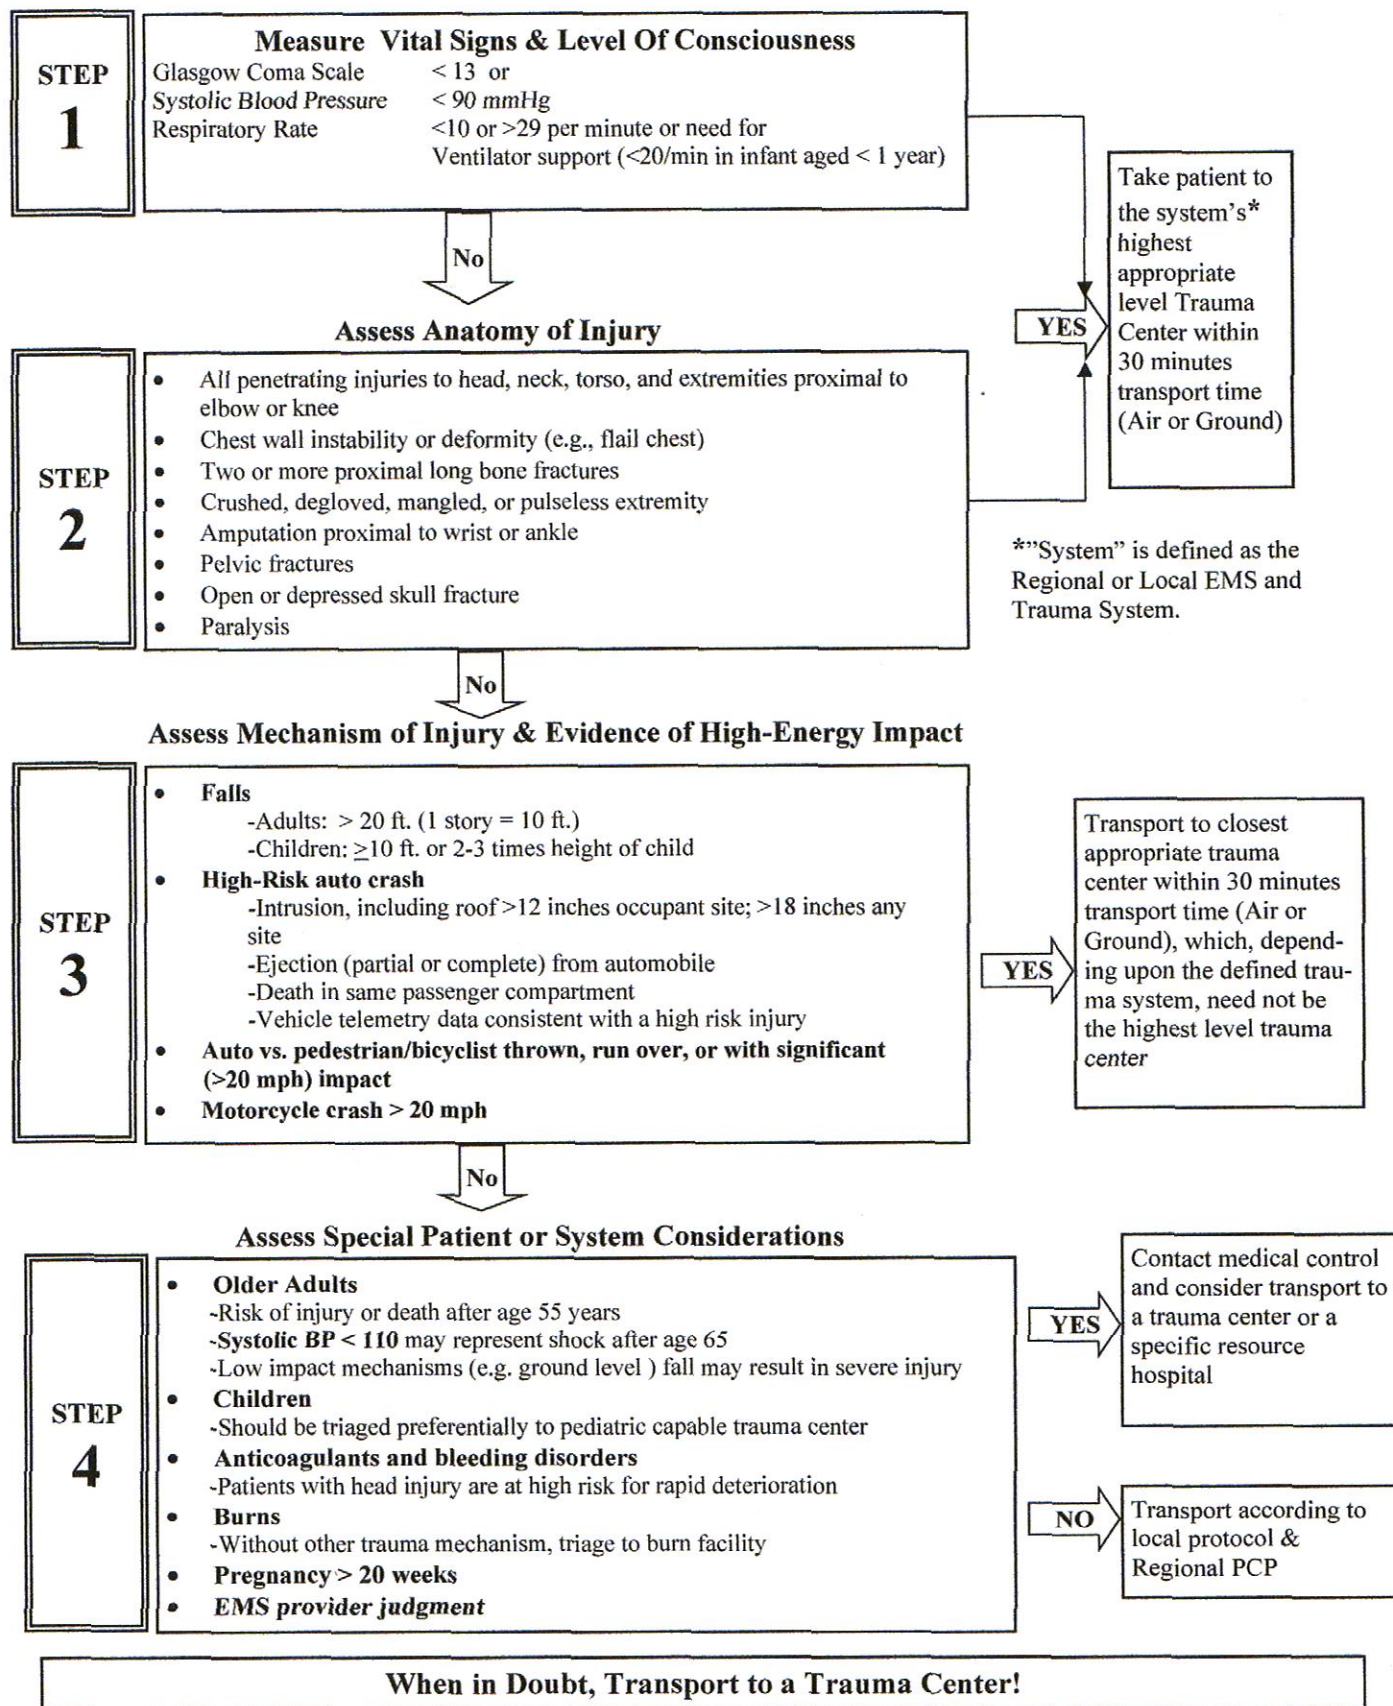 STEP
1
Measure Vital Signs & Level Of Consciousness
Glasgow Coma Scale < 13 or
Systolic Blood Pressure < 90 mmHg
Respiratory Rate <10 or >29 per minute or need for
Ventilator support (<20/min in infant aged < 1 year)
No
Take patient to
the system's*
highest
appropriate
level Trauma
Center within
30 minutes
transport time
(Air or Ground)
YES
Assess Anatomy of Injury
STEP
2
• All penetrating injuries to head, neck, torso, and extremities proximal to
elbow or knee
• Chest wall instability or deformity (e.g., flail chest)
• Two or more proximal long bone fractures
• Crushed, degloved, mangled, or pulseless extremity
• Amputation proximal to wrist or ankle
• Pelvic fractures
• Open or depressed skull fracture
• Paralysis
*"System" is defined as the
Regional or Local EMS and
Trauma System.
No
Assess Mechanism of Injury & Evidence of High-Energy Impact
STEP
3
• Falls
-Adults: > 20 ft. (1 story = 10 ft.)
-Children: ≥10 ft. or 2-3 times height of child
• High-Risk auto crash
-Intrusion, including roof >12 inches occupant site; >18 inches any
site
-Ejection (partial or complete) from automobile
-Death in same passenger compartment
-Vehicle telemetry data consistent with a high risk injury
• Auto vs. pedestrian/bicyclist thrown, run over, or with significant
(>20 mph) impact
• Motorcycle crash > 20 mph
YES
Transport to closest
appropriate trauma
center within 30 minutes
transport time (Air or
Ground), which, depend-
ing upon the defined trau-
ma system, need not be
the highest level trauma
center
No
Assess Special Patient or System Considerations
STEP
4
• Older Adults
-Risk of injury or death after age 55 years
-Systolic BP < 110 may represent shock after age 65
-Low impact mechanisms (e.g. ground level ) fall may result in severe injury
• Children
-Should be triaged preferentially to pediatric capable trauma center
• Anticoagulants and bleeding disorders
-Patients with head injury are at high risk for rapid deterioration
• Burns
-Without other trauma mechanism, triage to burn facility
• Pregnancy > 20 weeks
• EMS provider judgment
YES
Contact medical control
and consider transport to
a trauma center or a
specific resource
hospital
NO
Transport according to
local protocol &
Regional PCP
When in Doubt, Transport to a Trauma Center!